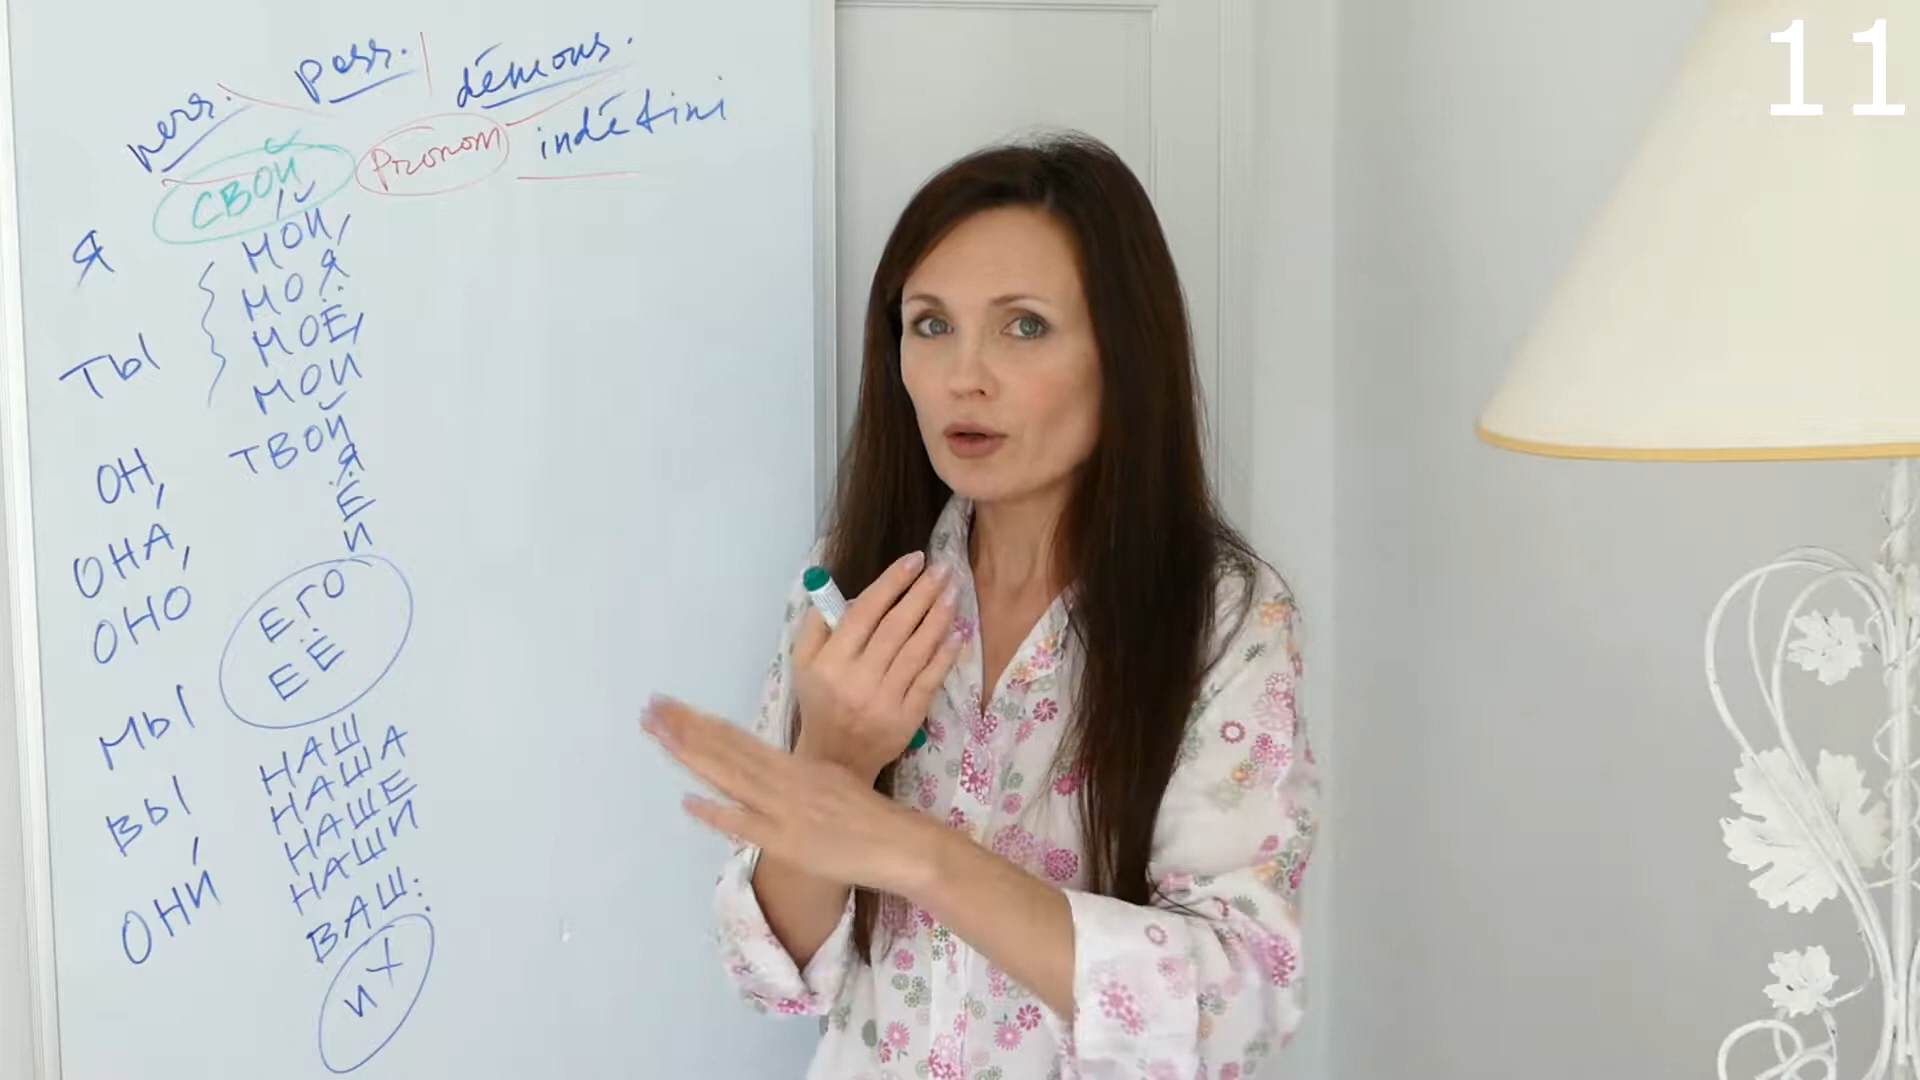 11
pers. poss. démons.
indéfini
Pronom
СВОЙ
Я
МОЙ,
МОЯ
МОЁ,
МОИ
ТЫ
ТВОЙ
Я
Ё
И
ОН,
ОНА,
ОНО
ЕГО
ЕЁ
МЫ
НАШ
НАША
НАШЕ
НАШИ
ВЫ
ВАШ:
ОНИ
ИХ